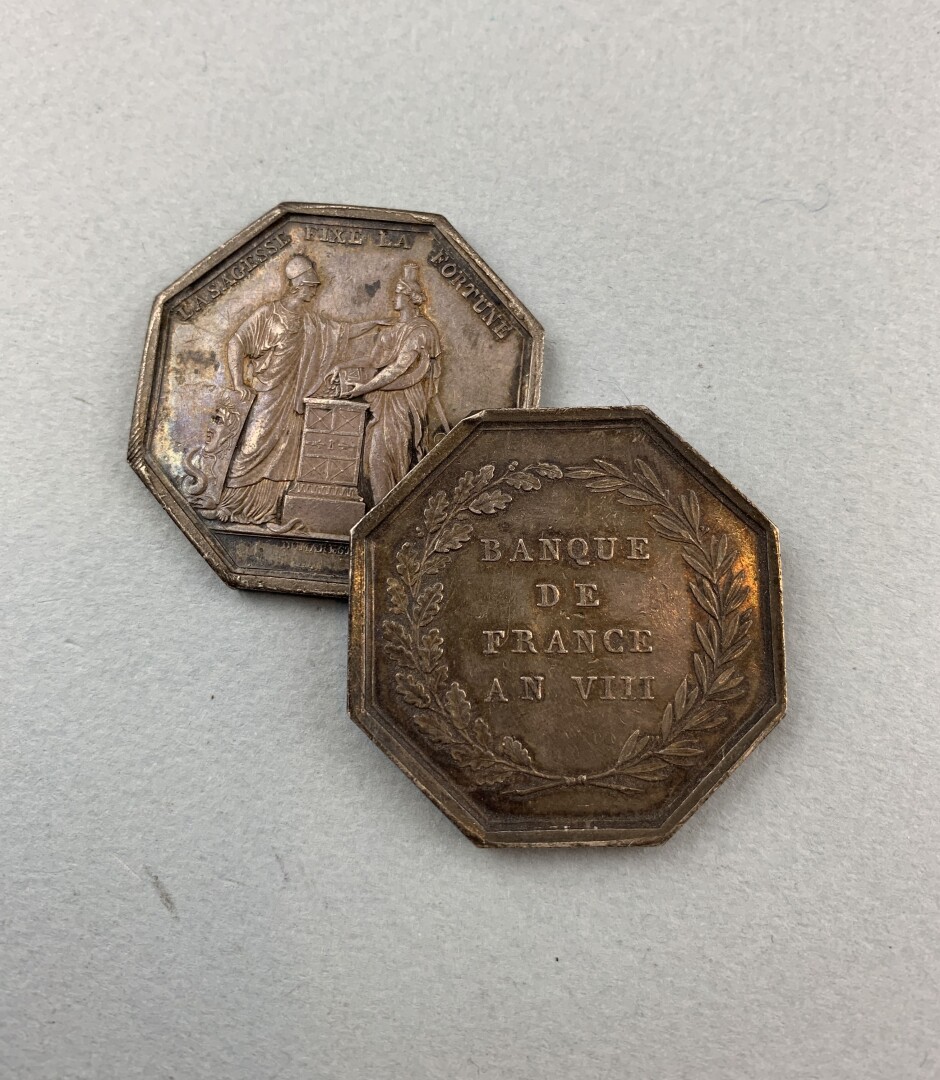 LA SAGESSE FIXE LA FORTUNE
BANQUE
DE
FRANCE
AN VIII